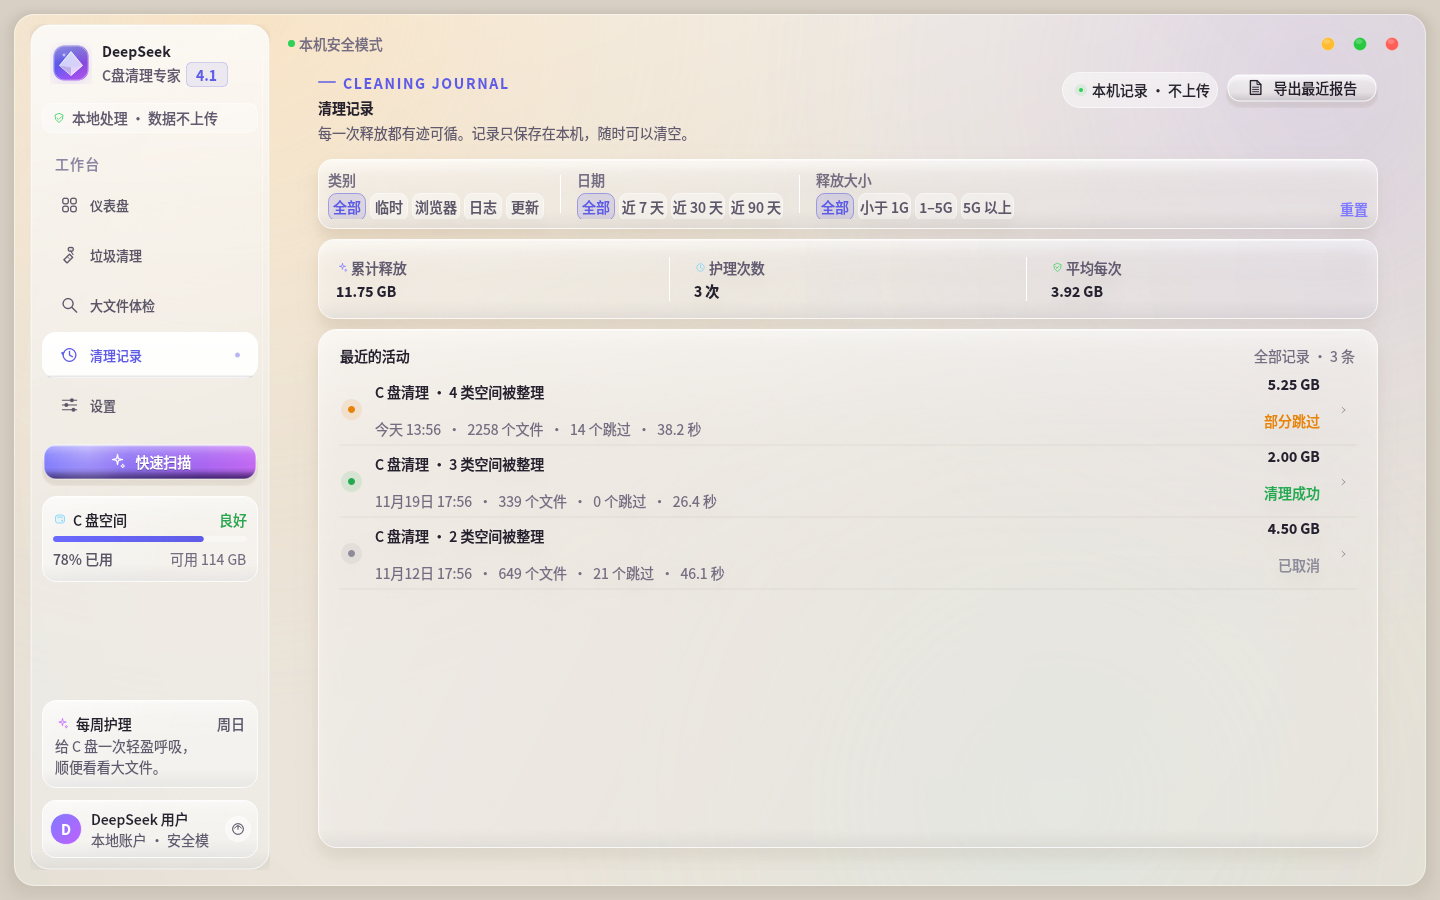 DeepSeek
C盘清理专家 4.1
本地处理 · 数据不上传
工作台
仪表盘
垃圾清理
大文件体检
清理记录
设置
快速扫描
C 盘空间 良好
78% 已用 可用 114 GB
每周护理 周日
给 C 盘一次轻盈呼吸，
顺便看看大文件。
D
DeepSeek 用户
本地账户 · 安全模
本机安全模式
CLEANING JOURNAL
清理记录
每一次释放都有迹可循。记录只保存在本机，随时可以清空。
本机记录 · 不上传
导出最近报告
类别
全部 临时 浏览器 日志 更新
日期
全部 近 7 天 近 30 天 近 90 天
释放大小
全部 小于 1G 1–5G 5G 以上
重置
累计释放
11.75 GB
护理次数
3 次
平均每次
3.92 GB
最近的活动 全部记录 · 3 条
C 盘清理 · 4 类空间被整理
今天 13:56 · 2258 个文件 · 14 个跳过 · 38.2 秒
5.25 GB
部分跳过
C 盘清理 · 3 类空间被整理
11月19日 17:56 · 339 个文件 · 0 个跳过 · 26.4 秒
2.00 GB
清理成功
C 盘清理 · 2 类空间被整理
11月12日 17:56 · 649 个文件 · 21 个跳过 · 46.1 秒
4.50 GB
已取消